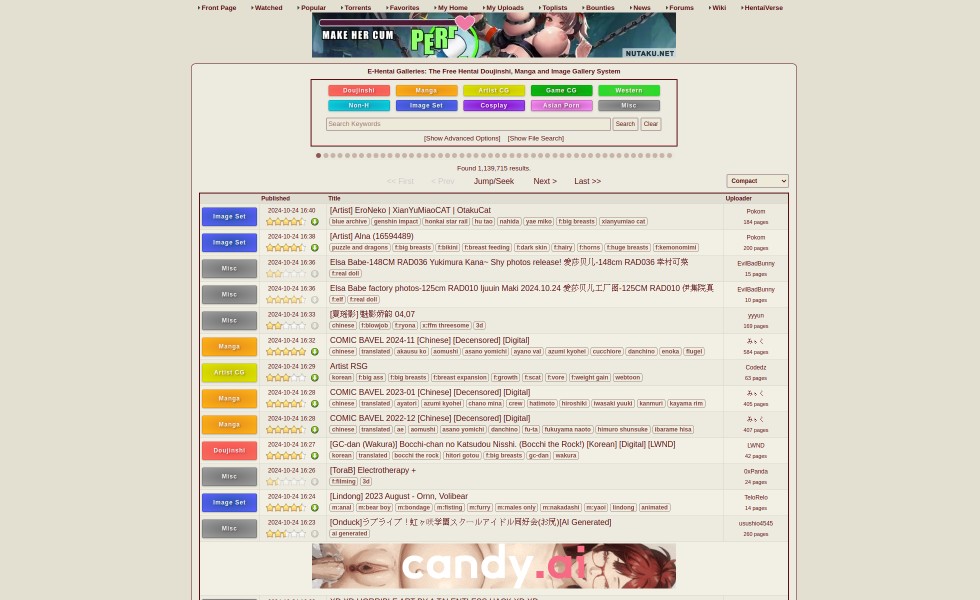 Front Page Watched Popular Torrents Favorites My Home My Uploads Toplists Bounties News Forums Wiki HentaiVerse
MAKE HER CUM PERF
NUTAKU.NET
E-Hentai Galleries: The Free Hentai Doujinshi, Manga and Image Gallery System
Doujinshi Manga Artist CG Game CG Western
Non-H Image Set Cosplay Asian Porn Misc
Search Keywords Search Clear
[Show Advanced Options] [Show File Search]
Found 1,139,715 results.
<< First < Prev Jump/Seek Next > Last >> Compact
Published Title Uploader
Image Set 2024-10-24 16:40 [Artist] EroNeko | XianYuMiaoCAT | OtakuCat Pokom
blue archive genshin impact honkai star rail hu tao nahida yae miko f:big breasts xianyumiao cat 184 pages
Image Set 2024-10-24 16:38 [Artist] Alna (16594489) Pokom
puzzle and dragons f:big breasts f:bikini f:breast feeding f:dark skin f:hairy f:horns f:huge breasts f:kemonomimi 200 pages
Misc 2024-10-24 16:36 Elsa Babe-148CM RAD036 Yukimura Kana~ Shy photos release! 爱莎贝儿-148cm RAD036 幸村可菜 EvilBadBunny
f:real doll 15 pages
Misc 2024-10-24 16:36 Elsa Babe factory photos-125cm RAD010 Ijuuin Maki 2024.10.24 爱莎贝儿工厂图-125CM RAD010 伊集院真 EvilBadBunny
f:elf f:real doll 10 pages
Misc 2024-10-24 16:33 04,07 yyyun
chinese f:blowjob f:ryona x:ffm threesome 3d 169 pages
Manga 2024-10-24 16:32 COMIC BAVEL 2024-11 [Chinese] [Decensored] [Digital] みぅく
chinese translated akausu ko aomushi asano yomichi ayano yai azumi kyohei cucchiore danchino enoka flugel 584 pages
Artist CG 2024-10-24 16:29 Artist RSG Codedz
korean f:big ass f:big breasts f:breast expansion f:growth f:scat f:vore f:weight gain webtoon 63 pages
Manga 2024-10-24 16:28 COMIC BAVEL 2023-01 [Chinese] [Decensored] [Digital] みぅく
chinese translated ayatori azumi kyohei chano mina crew hatimoto hiroshiki iwasaki yuuki kanmuri kayama rim 405 pages
Manga 2024-10-24 16:28 COMIC BAVEL 2022-12 [Chinese] [Decensored] [Digital] みぅく
chinese translated ae aomushi asano yomichi danchino fu-ta fukuyama naoto himuro shunsuke ibarame hisa 407 pages
Doujinshi 2024-10-24 16:27 [GC-dan (Wakura)] Bocchi-chan no Katsudou Nisshi. (Bocchi the Rock!) [Korean] [Digital] [LWND] LWND
korean translated bocchi the rock hitori gotou f:big breasts gc-dan wakura 42 pages
Misc 2024-10-24 16:26 [ToraB] Electrotherapy + 0xPanda
f:filming 3d 24 pages
Image Set 2024-10-24 16:24 [Lindong] 2023 August - Ornn, Volibear TeloRelo
m:anal m:bear boy m:bondage m:fisting m:furry m:males only m:nakadashi m:yaoi lindong animated 14 pages
Misc 2024-10-24 16:23 [Onduck]ラブライブ！虹ヶ咲学園スクールアイドル同好会(お尻)[AI Generated] usushio4545
ai generated 260 pages
candy.ai